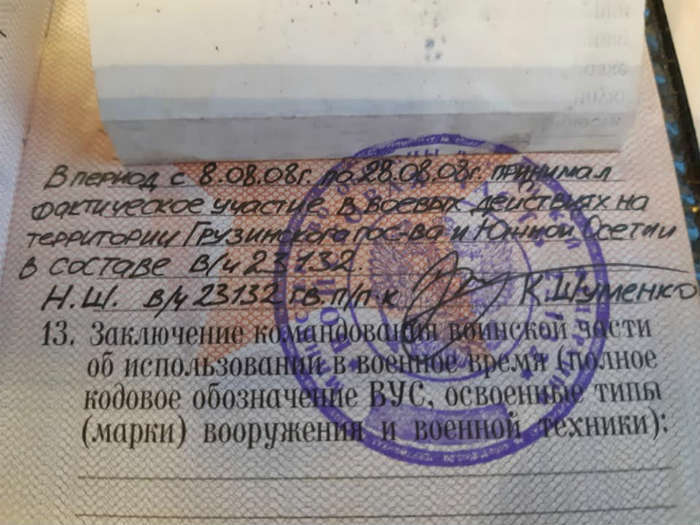 В период с 8.08.08г. по 28.08.08г. принимал
фактическое участие в боевых действиях на
территории Грузинского гос-ва и Южной Осетии
в составе в/ч 23132.
Н.Ш. в/ч 23132 гв. п/п-к К. Шуменко
13. Заключение командования воинской части
об использовании в военное время (полное
кодовое обозначение ВУС, освоенные типы
(марки) вооружения и военной техники):